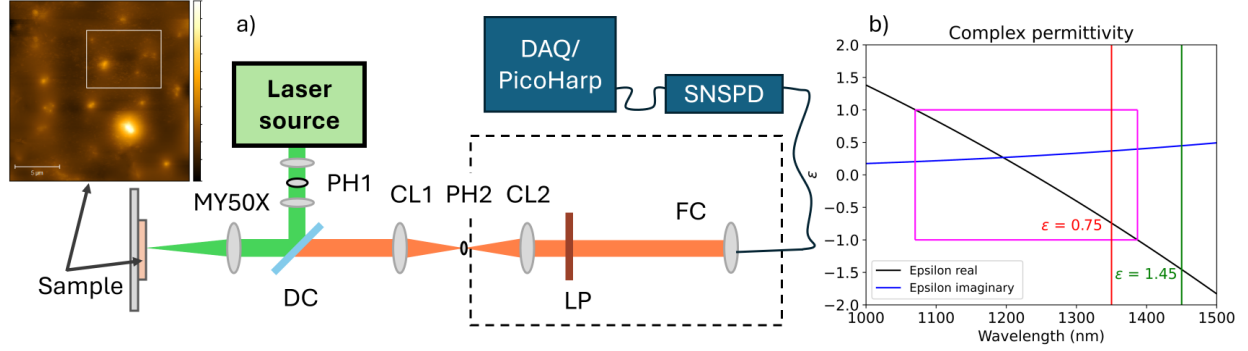 a)
DAQ/
PicoHarp
SNSPD
Laser
source
PH1
MY50X
CL1
PH2
CL2
FC
ε
5 μm
Sample
DC
LP
b)
Complex permittivity
2.0
1.5
1.0
0.5
0.0
−0.5
−1.0
−1.5
−2.0
ε = 0.75
ε = 1.45
Epsilon real
Epsilon imaginary
1000 1100 1200 1300 1400 1500
Wavelength (nm)